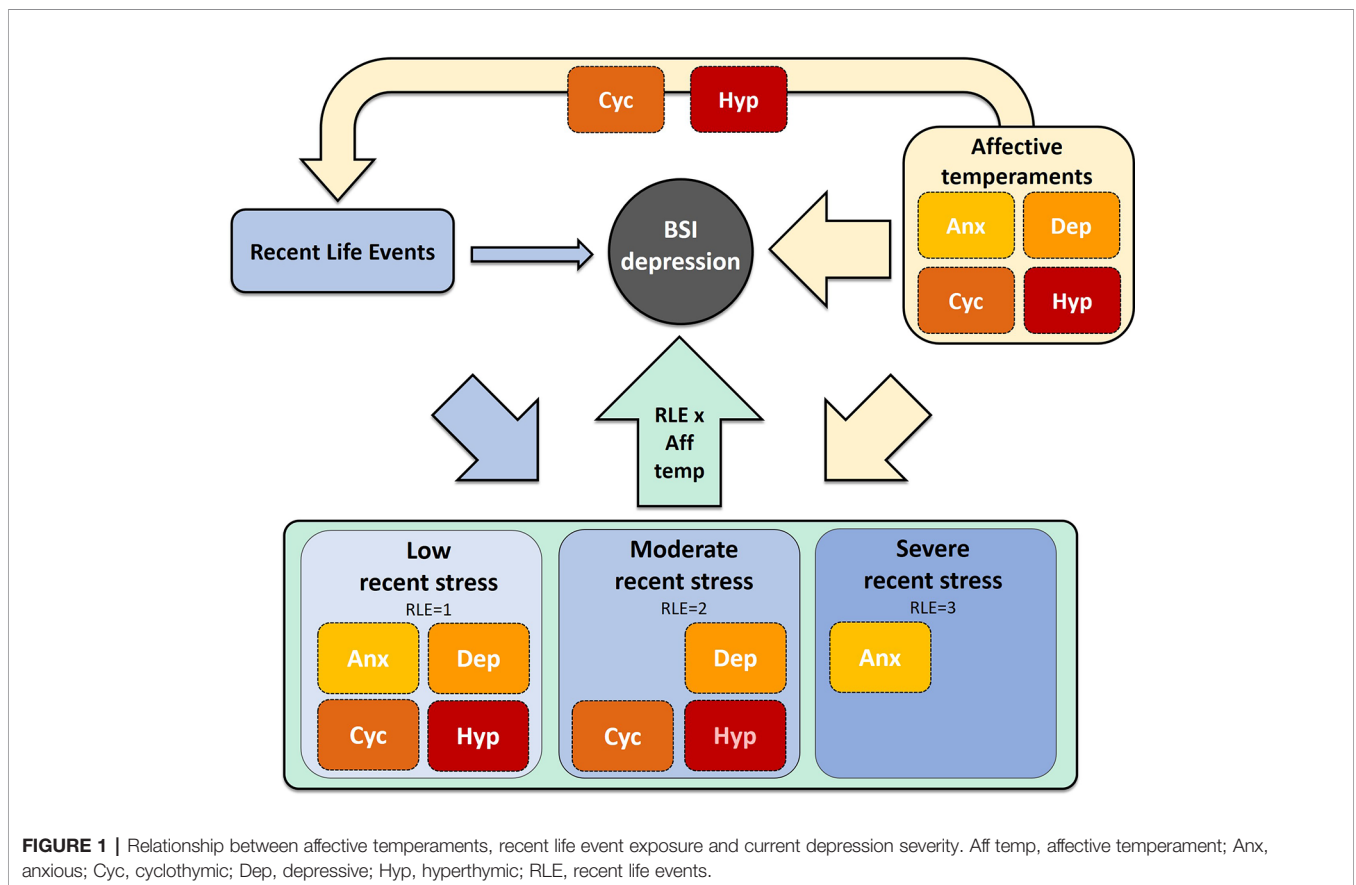 Cyc
Hyp
Affective
temperaments
Anx
Dep
Cyc
Hyp
Recent Life Events
BSI
depression
RLE x
Aff
temp
Low
recent stress
RLE=1
Anx
Dep
Cyc
Hyp
Moderate
recent stress
RLE=2
Dep
Cyc
Hyp
Severe
recent stress
RLE=3
Anx
FIGURE 1 | Relationship between affective temperaments, recent life event exposure and current depression severity. Aff temp, affective temperament; Anx,
anxious; Cyc, cyclothymic; Dep, depressive; Hyp, hyperthymic; RLE, recent life events.